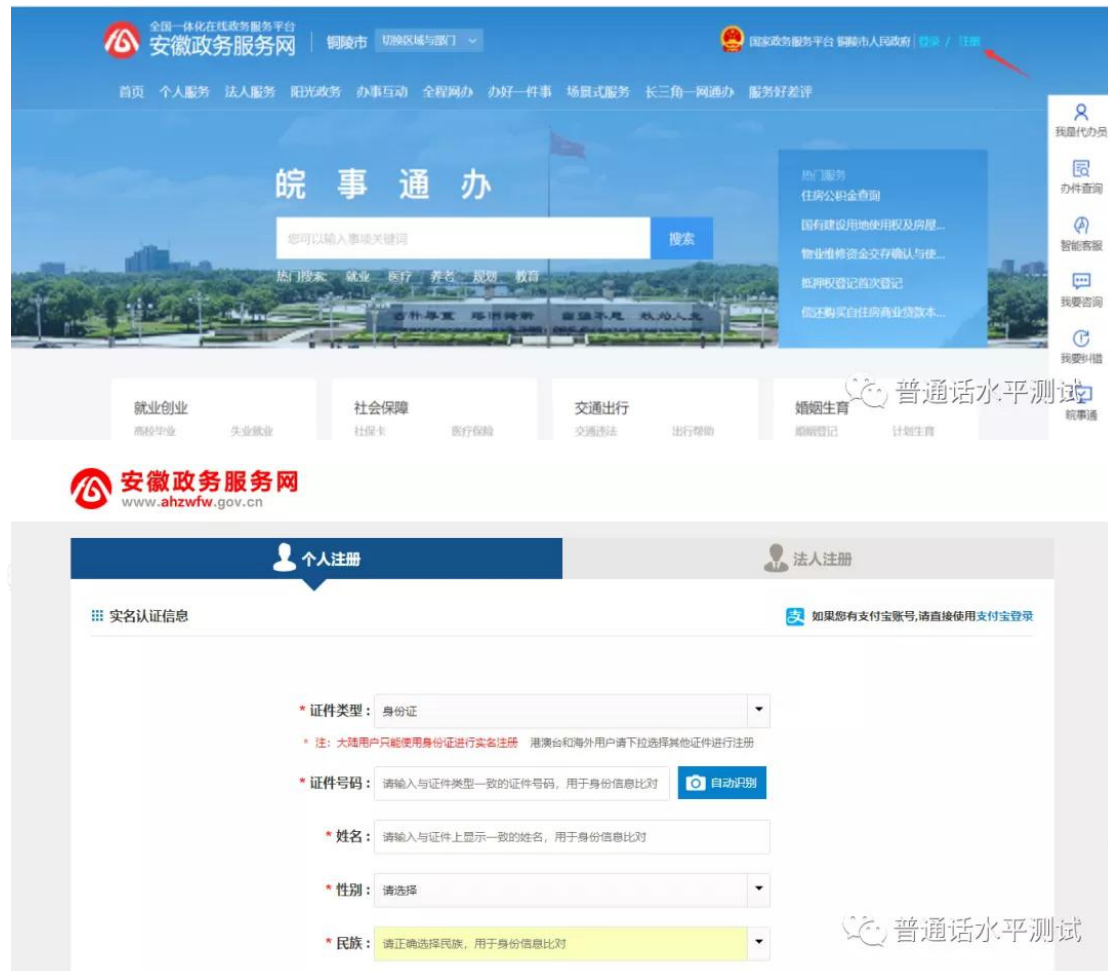 全国一体化在线政务服务平台
安徽政务服务网
铜陵市
切换区域与部门
国家政务服务平台 铜陵市人民政府 登录 / 注册
首页 个人服务 法人服务 阳光政务 办事互动 全程网办 办好一件事 场景式服务 长三角一网通办 服务好差评
我是代办员
办件查询
智能客服
我要咨询
我要纠错
皖事通
皖事通办
您可以输入事项关键词
搜索
热门搜索 就业 医疗 养老 规划 教育
热门服务
住房公积金查询
国有建设用地使用权及房屋...
物业维修资金交存确认与使...
抵押权登记首次登记
偿还购买自住房商业贷款本...
就业创业
高校毕业 失业就业
社会保障
社保卡 医疗保险
交通出行
交通违法 出行帮助
婚姻生育
婚姻登记 计划生育
普通话水平测试
安徽政务服务网
www.ahzwfw.gov.cn
个人注册
法人注册
实名认证信息
支 如果您有支付宝账号,请直接使用支付宝登录
* 证件类型: 身份证
* 注: 大陆用户只能使用身份证进行实名注册 港澳台和海外用户请下拉选择其他证件进行注册
* 证件号码: 请输入与证件类型一致的证件号码, 用于身份信息比对 自动识别
* 姓名: 请输入与证件上显示一致的姓名, 用于身份信息比对
* 性别: 请选择
* 民族: 请正确选择民族, 用于身份信息比对
普通话水平测试